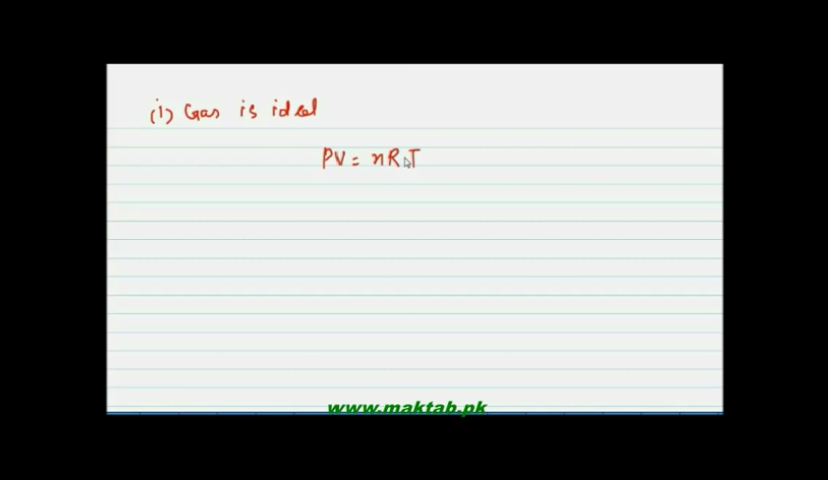 (i) Gas is ideal
PV = nRT
www.maktab.pk